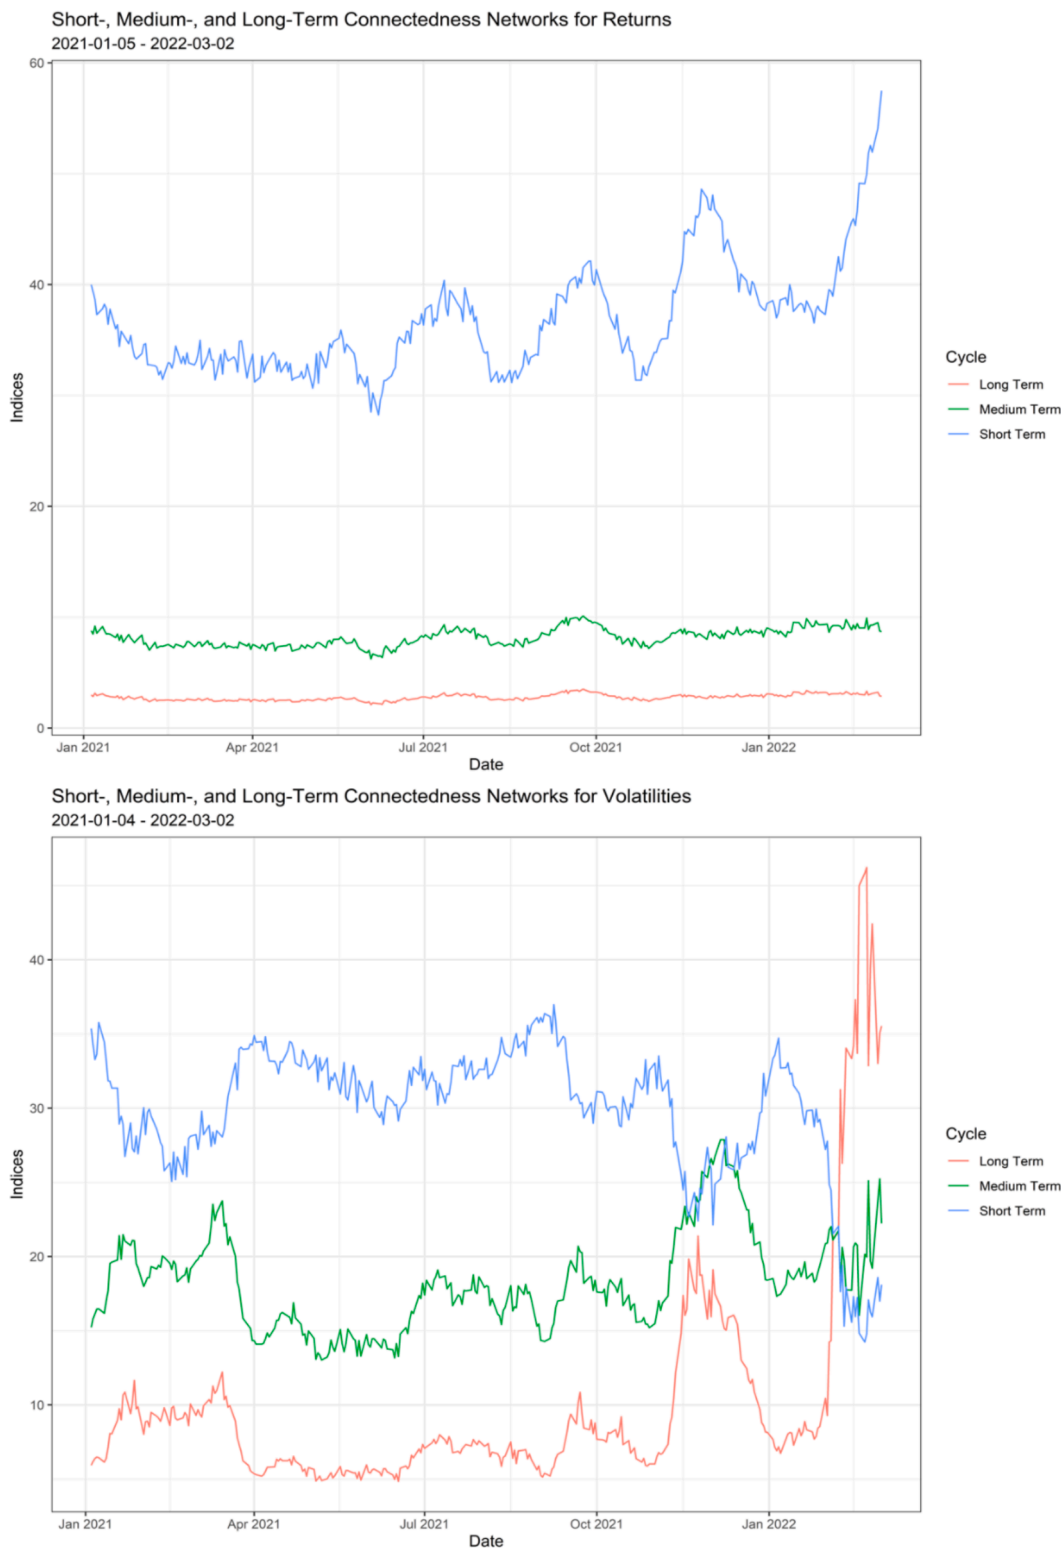 Short-, Medium-, and Long-Term Connectedness Networks for Returns
2021-01-05 - 2022-03-02
60
40
20
0
Indices
Jan 2021 Apr 2021 Jul 2021 Oct 2021 Jan 2022
Date
Cycle
Long Term
Medium Term
Short Term
Short-, Medium-, and Long-Term Connectedness Networks for Volatilities
2021-01-04 - 2022-03-02
40
30
20
10
Indices
Jan 2021 Apr 2021 Jul 2021 Oct 2021 Jan 2022
Date
Cycle
Long Term
Medium Term
Short Term